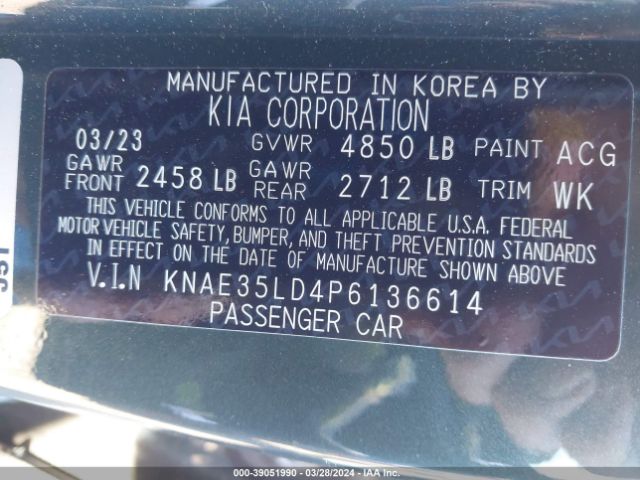 MANUFACTURED IN KOREA BY
KIA CORPORATION
03/23 GVWR 4850 LB PAINT ACG
GAWR FRONT 2458 LB GAWR REAR 2712 LB TRIM WK
THIS VEHICLE CONFORMS TO ALL APPLICABLE U.S.A. FEDERAL
MOTOR VEHICLE SAFETY, BUMPER, AND THEFT PREVENTION STANDARDS
IN EFFECT ON THE DATE OF MANUFACTURE SHOWN ABOVE
V.I.N KNAE35LD4P6136614
PASSENGER CAR
000-39051990 - 03/28/2024 - IAA Inc.